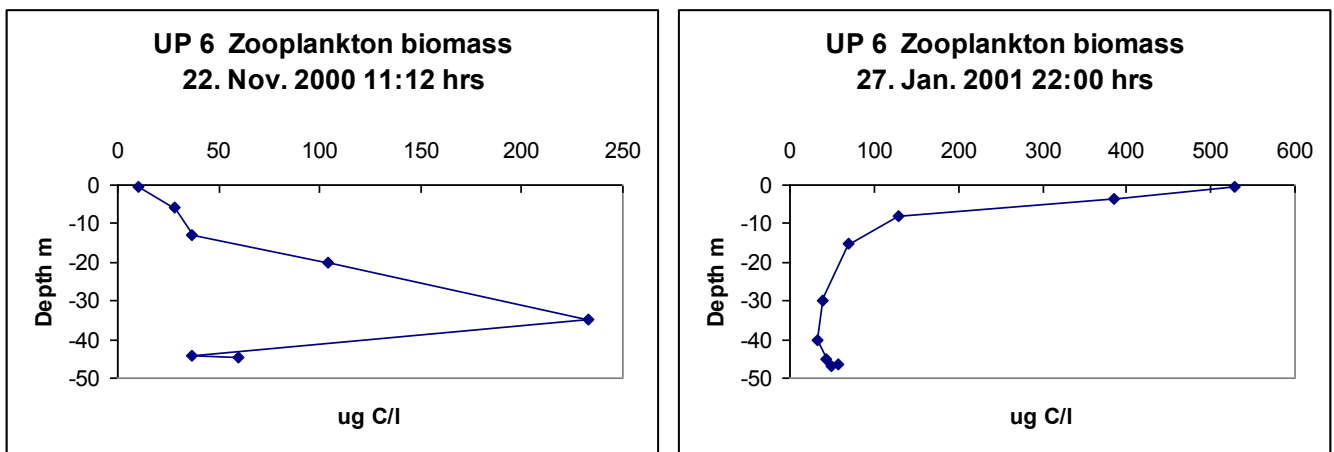 UP 6 Zooplankton biomass
22. Nov. 2000 11:12 hrs
0 50 100 150 200 250
0
-10
-20
-30
-40
-50
Depth m
ug C/l
UP 6 Zooplankton biomass
27. Jan. 2001 22:00 hrs
0 100 200 300 400 500 600
0
-10
-20
-30
-40
-50
Depth m
ug C/l